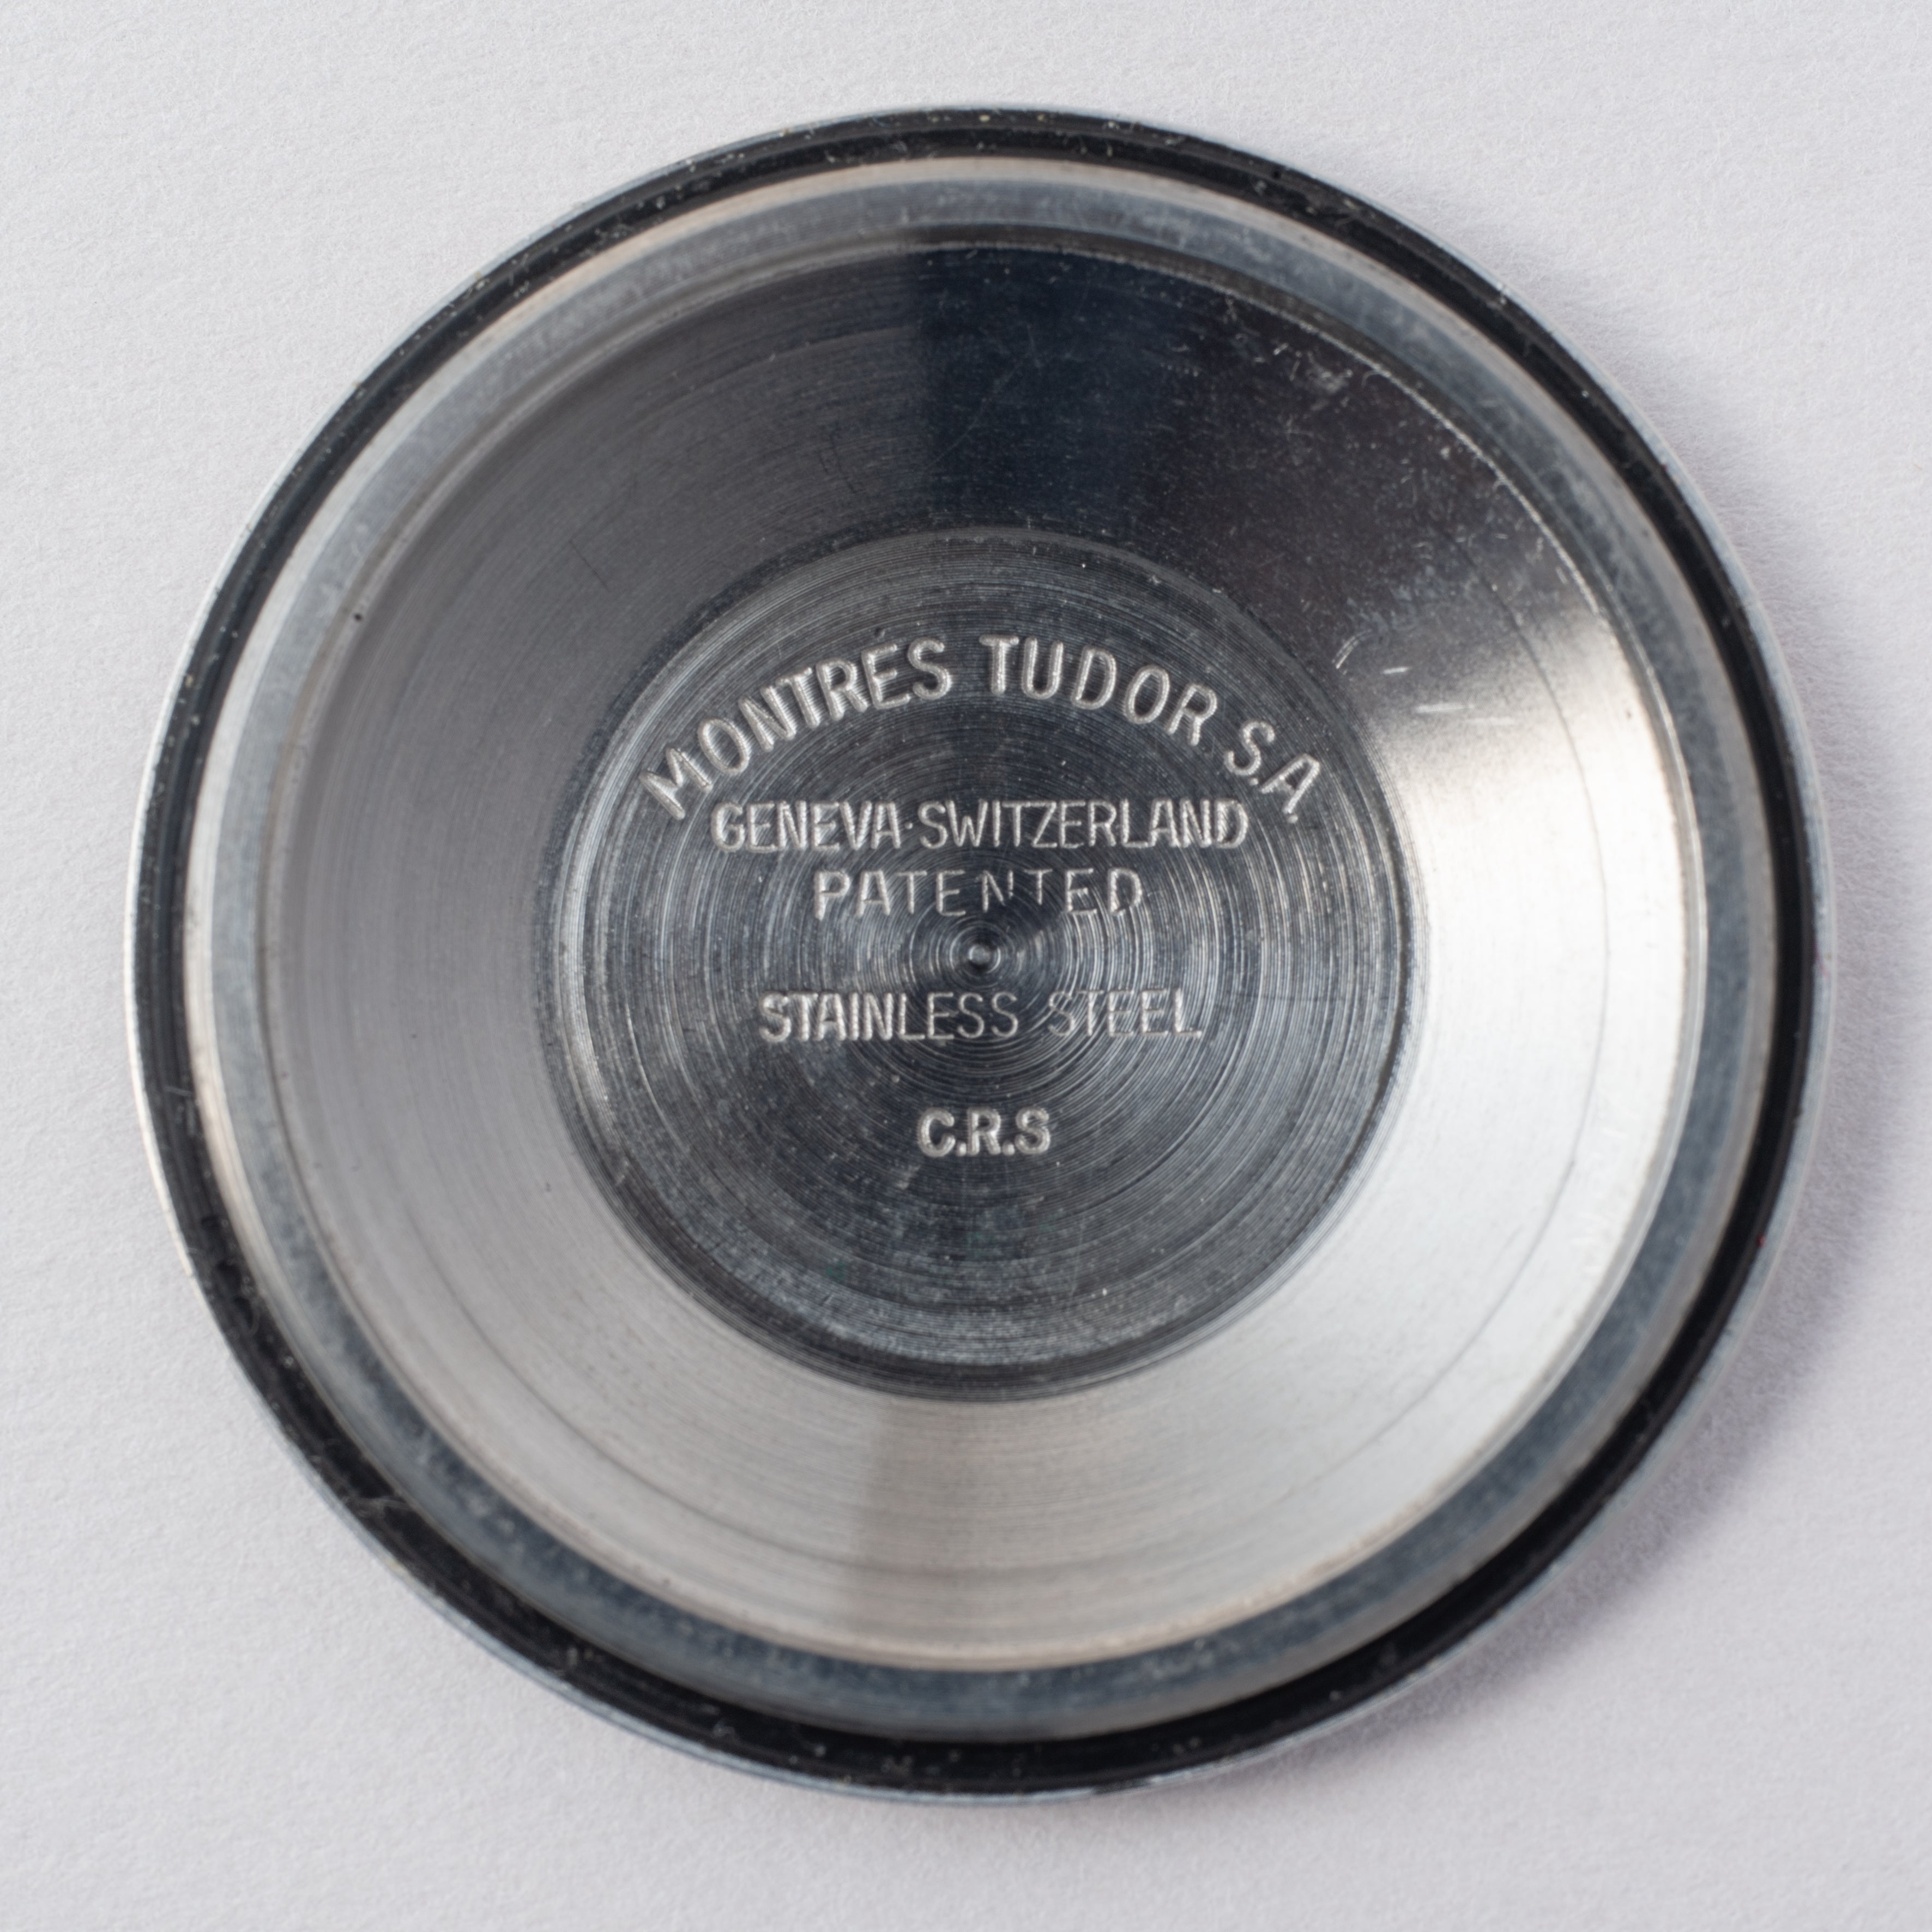 MONTRES TUDOR S.A.
GENEVA·SWITZERLAND
PATENTED
STAINLESS STEEL
C.R.S